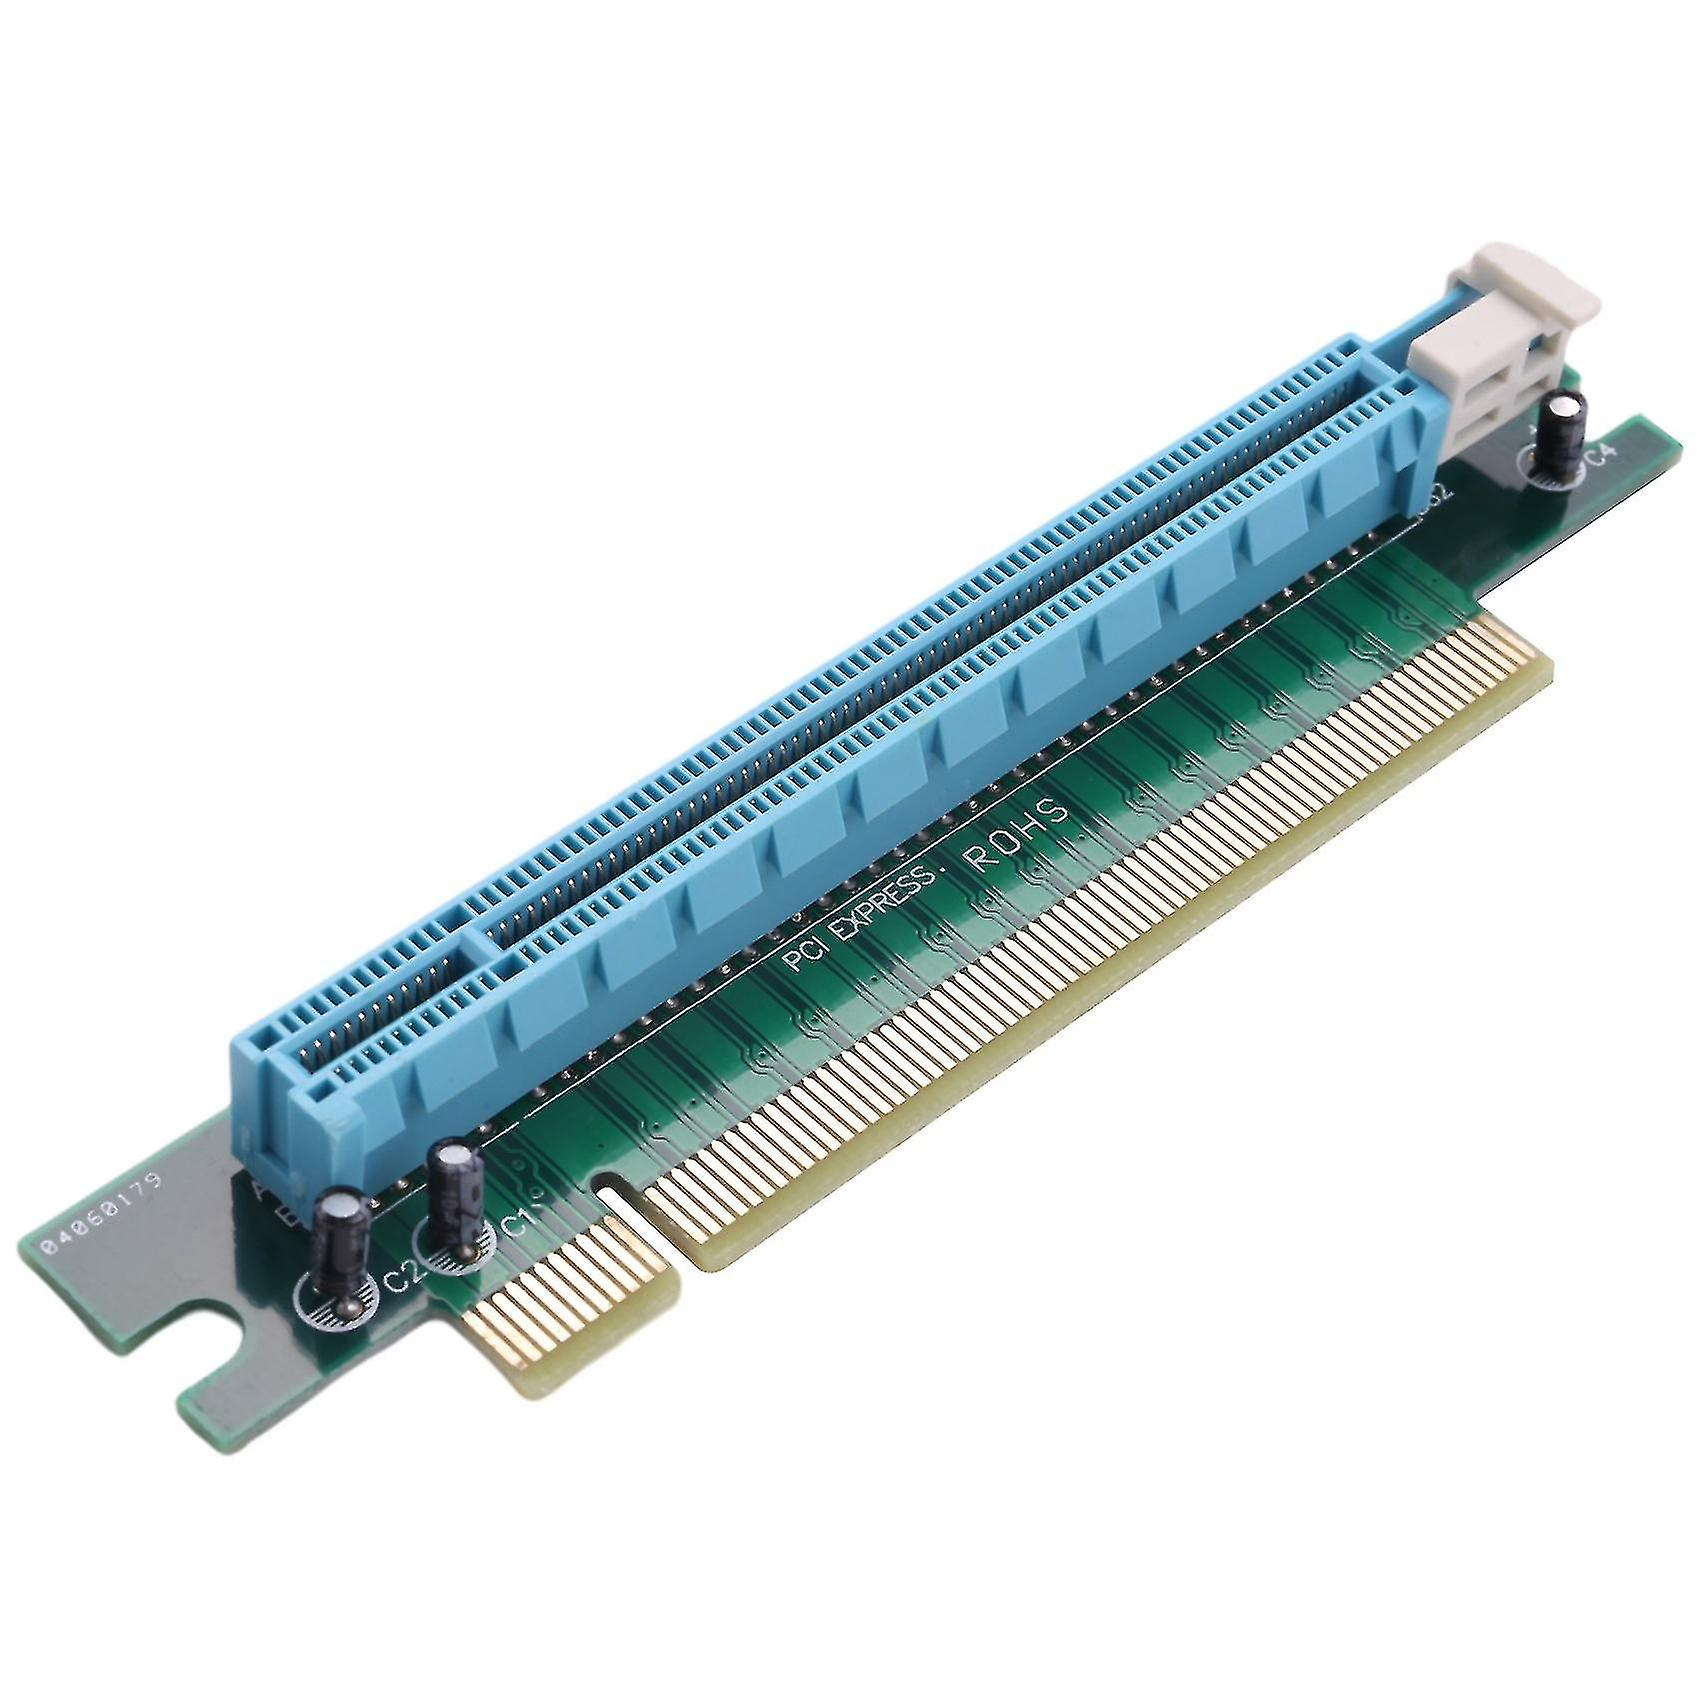 04060179
C2
C1
PCI EXPRESS. ROHS
C4